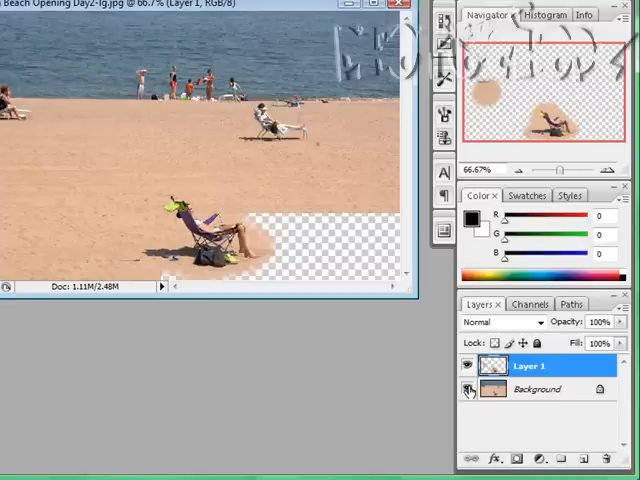 Beach Opening Day2-lg.jpg @ 66.7% (Layer 1, RGB/8)
Navigator × Histogram Info
66.67%
Color × Swatches Styles
R 0
G 0
B 0
Doc: 1.11M/2.48M
Layers × Channels Paths
Normal Opacity: 100%
Lock: Fill: 100%
Layer 1
Background
fx
A